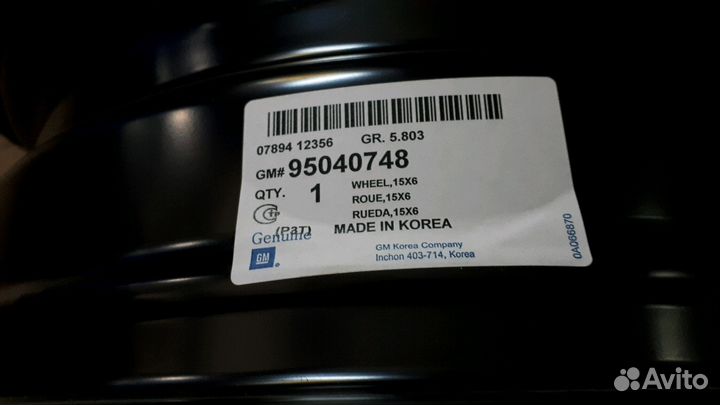 07894 12356 GR. 5.803
GM# 95040748
QTY. 1 WHEEL,15X6
ROUE,15X6
RUEDA,15X6
(P3T) MADE IN KOREA
Genuine
GM
GM Korea Company
Inchon 403-714, Korea
0A066870
Avito